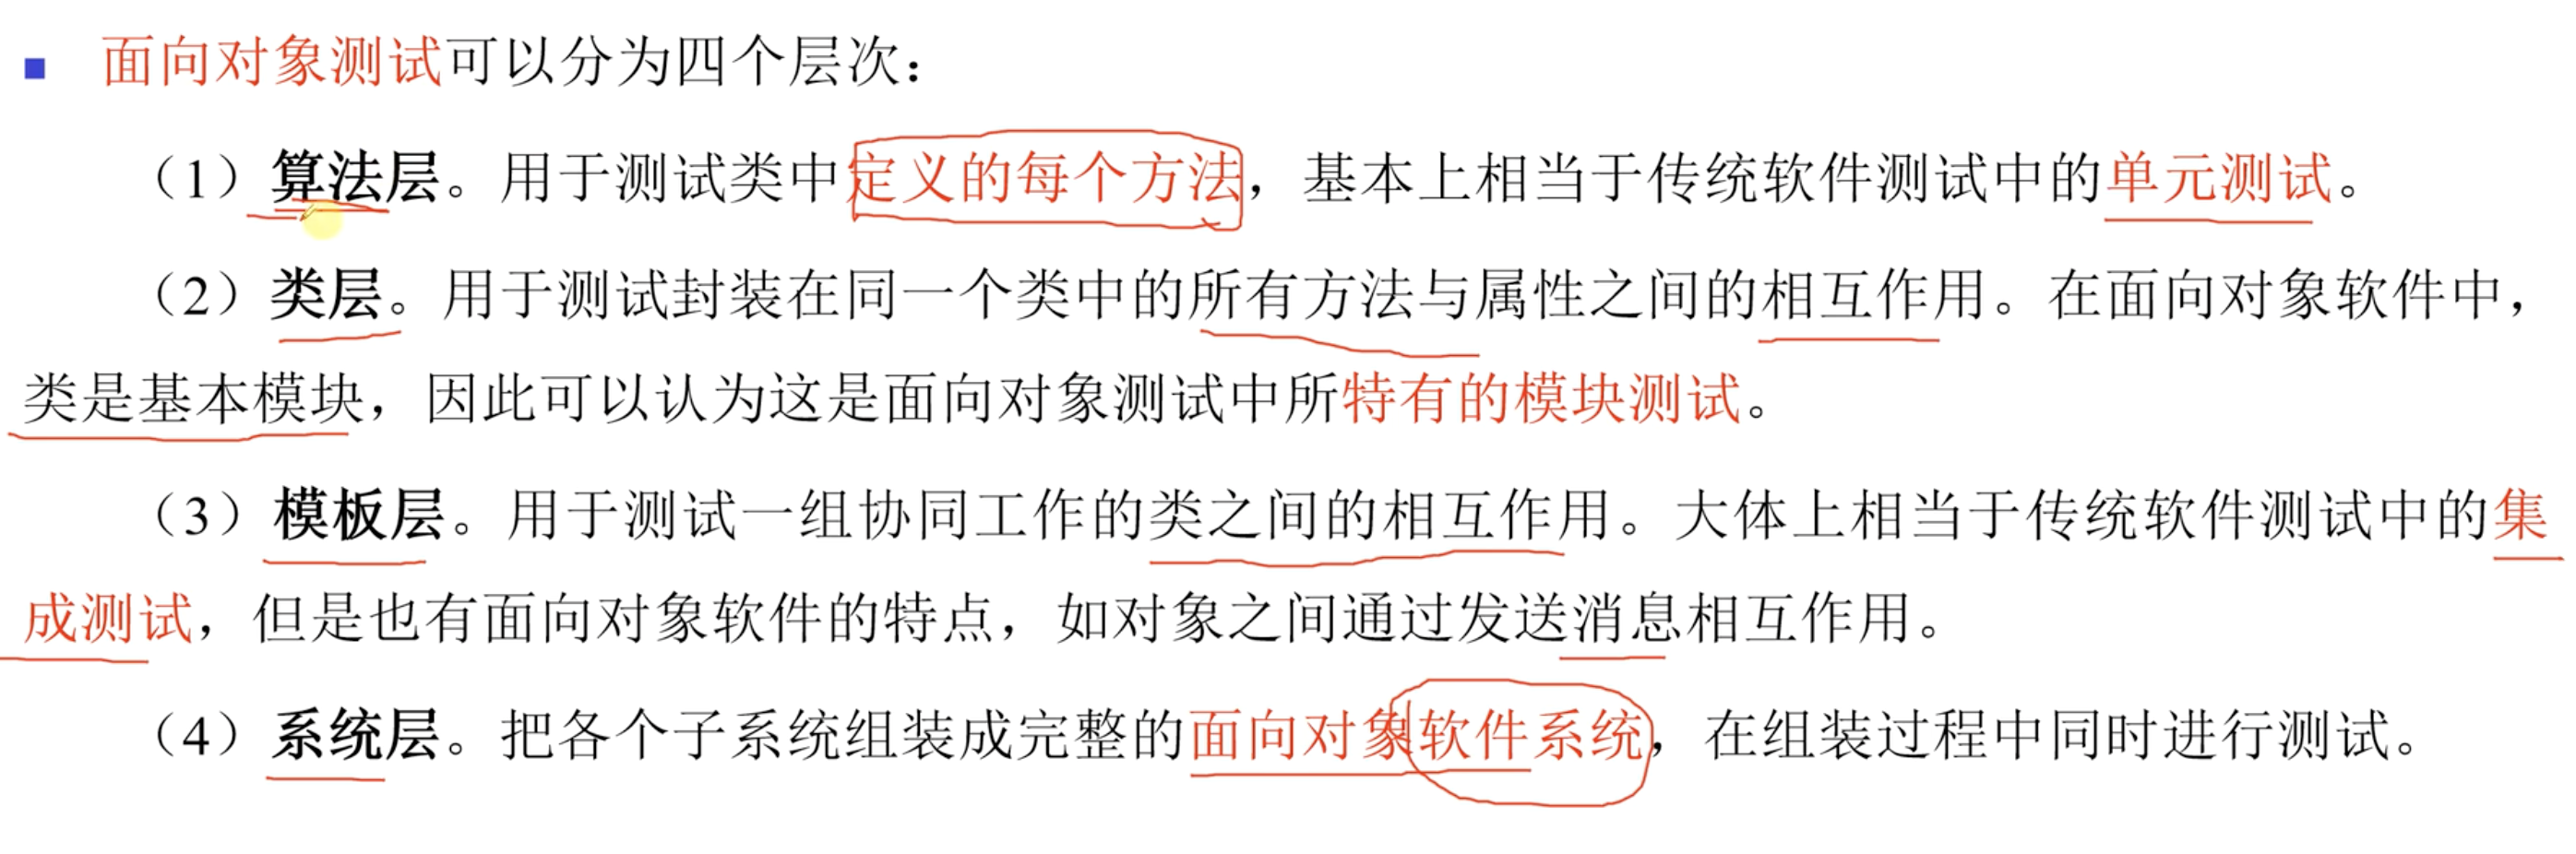 面向对象测试可以分为四个层次：
（1）算法层。用于测试类中定义的每个方法，基本上相当于传统软件测试中的单元测试。
（2）类层。用于测试封装在同一个类中的所有方法与属性之间的相互作用。在面向对象软件中，
类是基本模块，因此可以认为这是面向对象测试中所特有的模块测试。
（3）模板层。用于测试一组协同工作的类之间的相互作用。大体上相当于传统软件测试中的集
成测试，但是也有面向对象软件的特点，如对象之间通过发送消息相互作用。
（4）系统层。把各个子系统组装成完整的面向对象软件系统，在组装过程中同时进行测试。